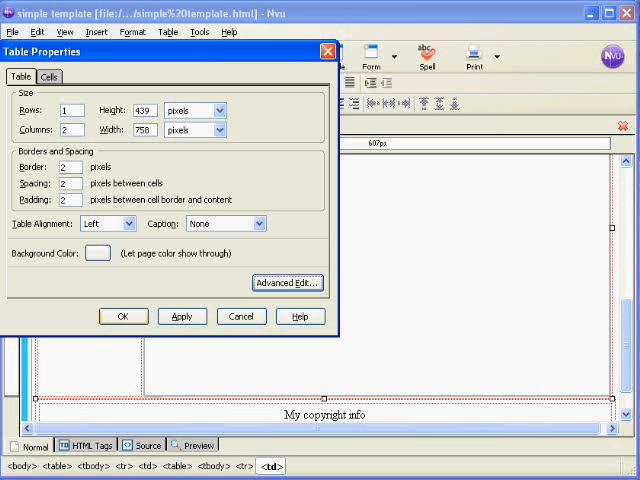 simple template [file:/.../simple%20template.html] - Nvu
File Edit View Insert Format Table Tools Help
Table Properties
Form Spell Print NVU
Table Cells
Size
Rows: 1 Height: 439 pixels
Columns: 2 Width: 758 pixels
607px
Borders and Spacing
Border: 2 pixels
Spacing: 2 pixels between cells
Padding: 2 pixels between cell border and content
Table Alignment: Left Caption: None
Background Color: (Let page color show through)
Advanced Edit...
OK Apply Cancel Help
My copyright info
Normal HTML Tags Source Preview
<body> <table> <tbody> <tr> <td> <table> <tbody> <tr> <td>